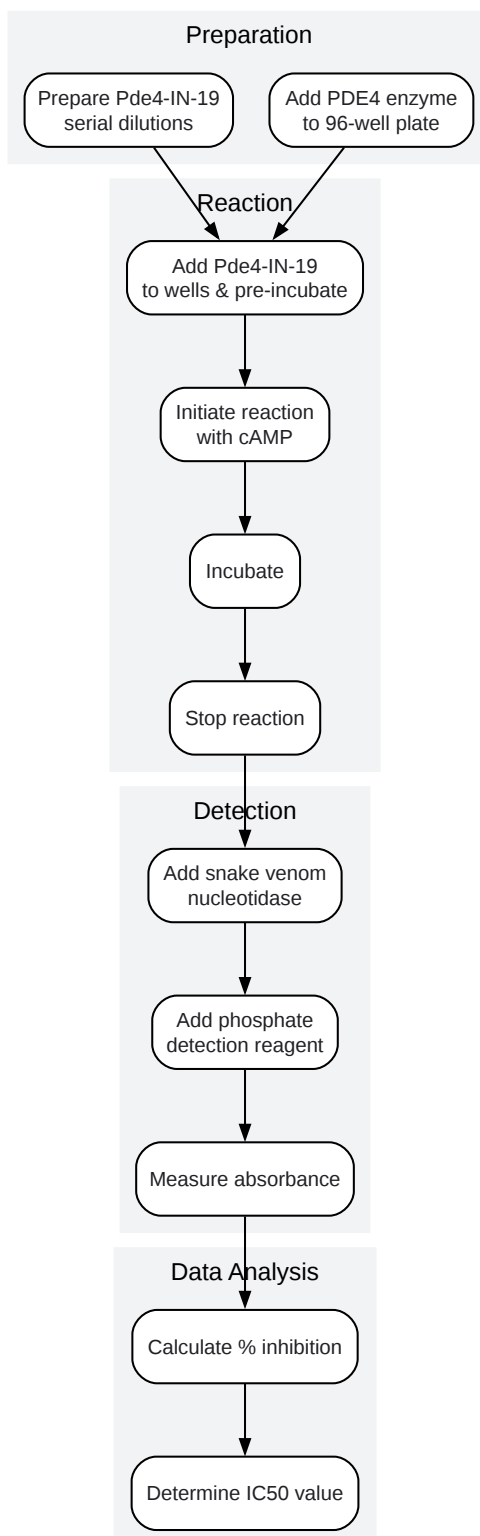 Preparation
Prepare Pde4-IN-19
serial dilutions
Add PDE4 enzyme
to 96-well plate
Reaction
Add Pde4-IN-19
to wells & pre-incubate
Initiate reaction
with cAMP
Incubate
Stop reaction
Detection
Add snake venom
nucleotidase
Add phosphate
detection reagent
Measure absorbance
Data Analysis
Calculate % inhibition
Determine IC50 value